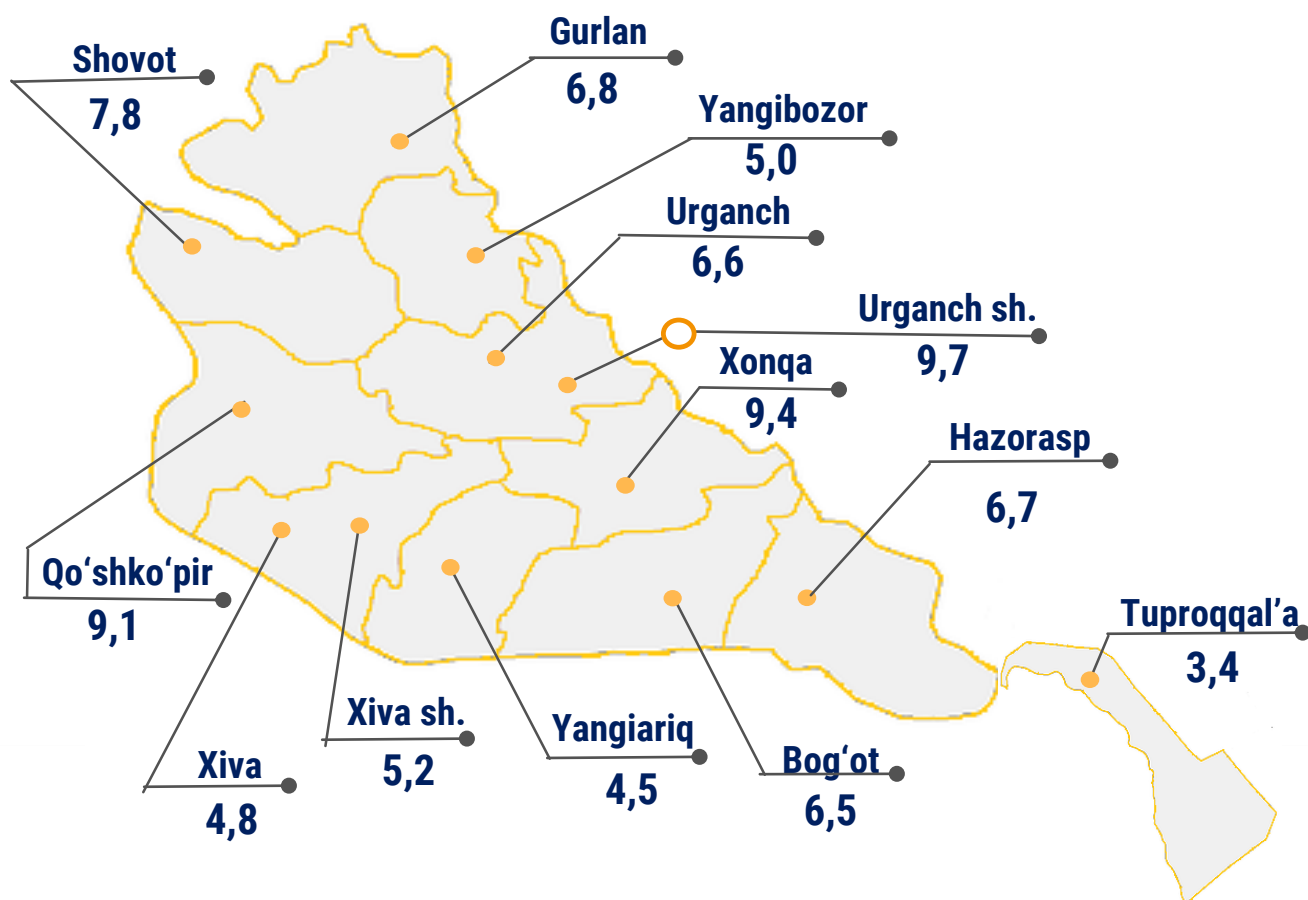 Gurlan
6,8
Shovot
7,8
Yangibozor
5,0
Urganch
6,6
Urganch sh.
9,7
Xonqa
9,4
Hazorasp
6,7
Qo‘shko‘pir
9,1
Tuproqqal’a
3,4
Xiva sh.
5,2
Yangiariq
4,5
Bog‘ot
6,5
Xiva
4,8